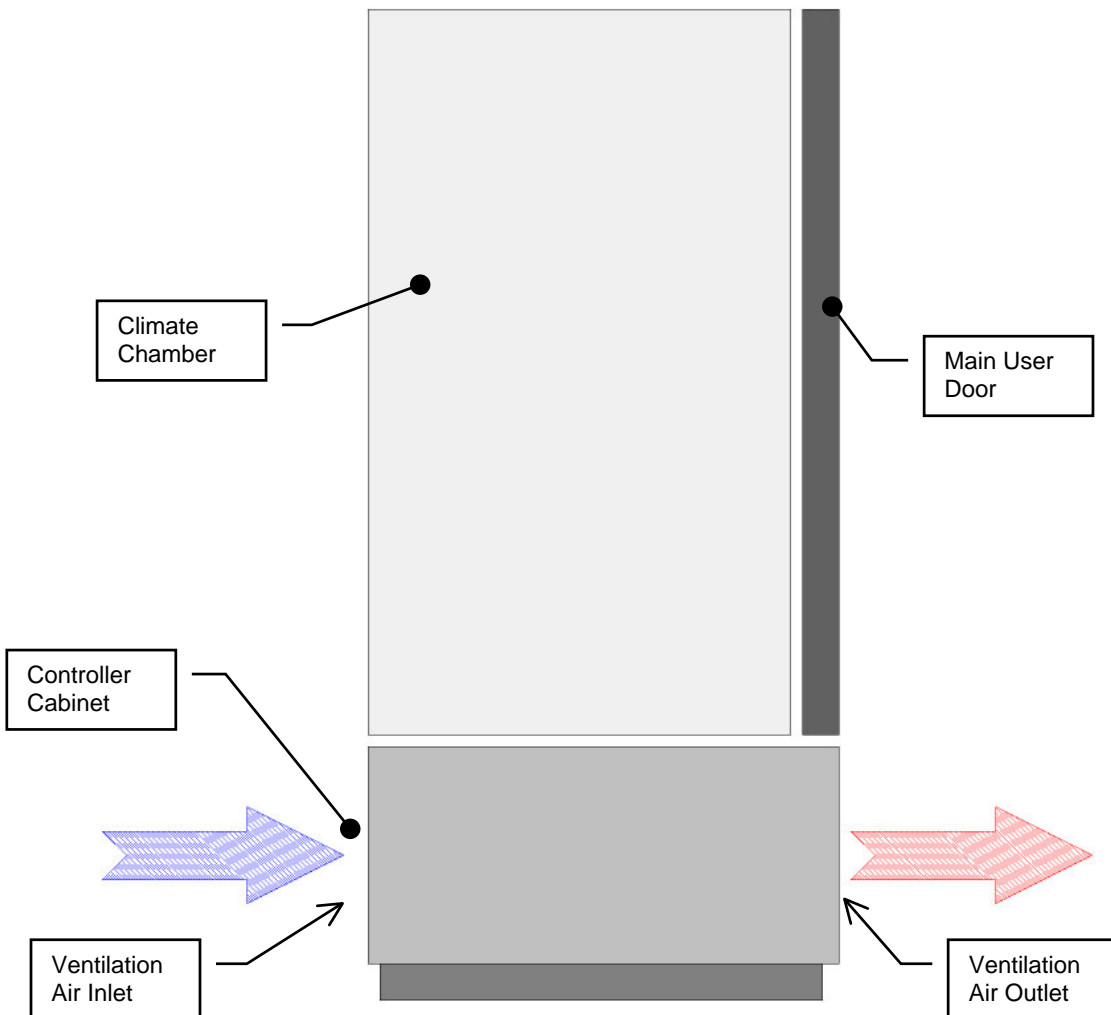 Climate
Chamber
Main User
Door
Controller
Cabinet
Ventilation
Air Inlet
Ventilation
Air Outlet